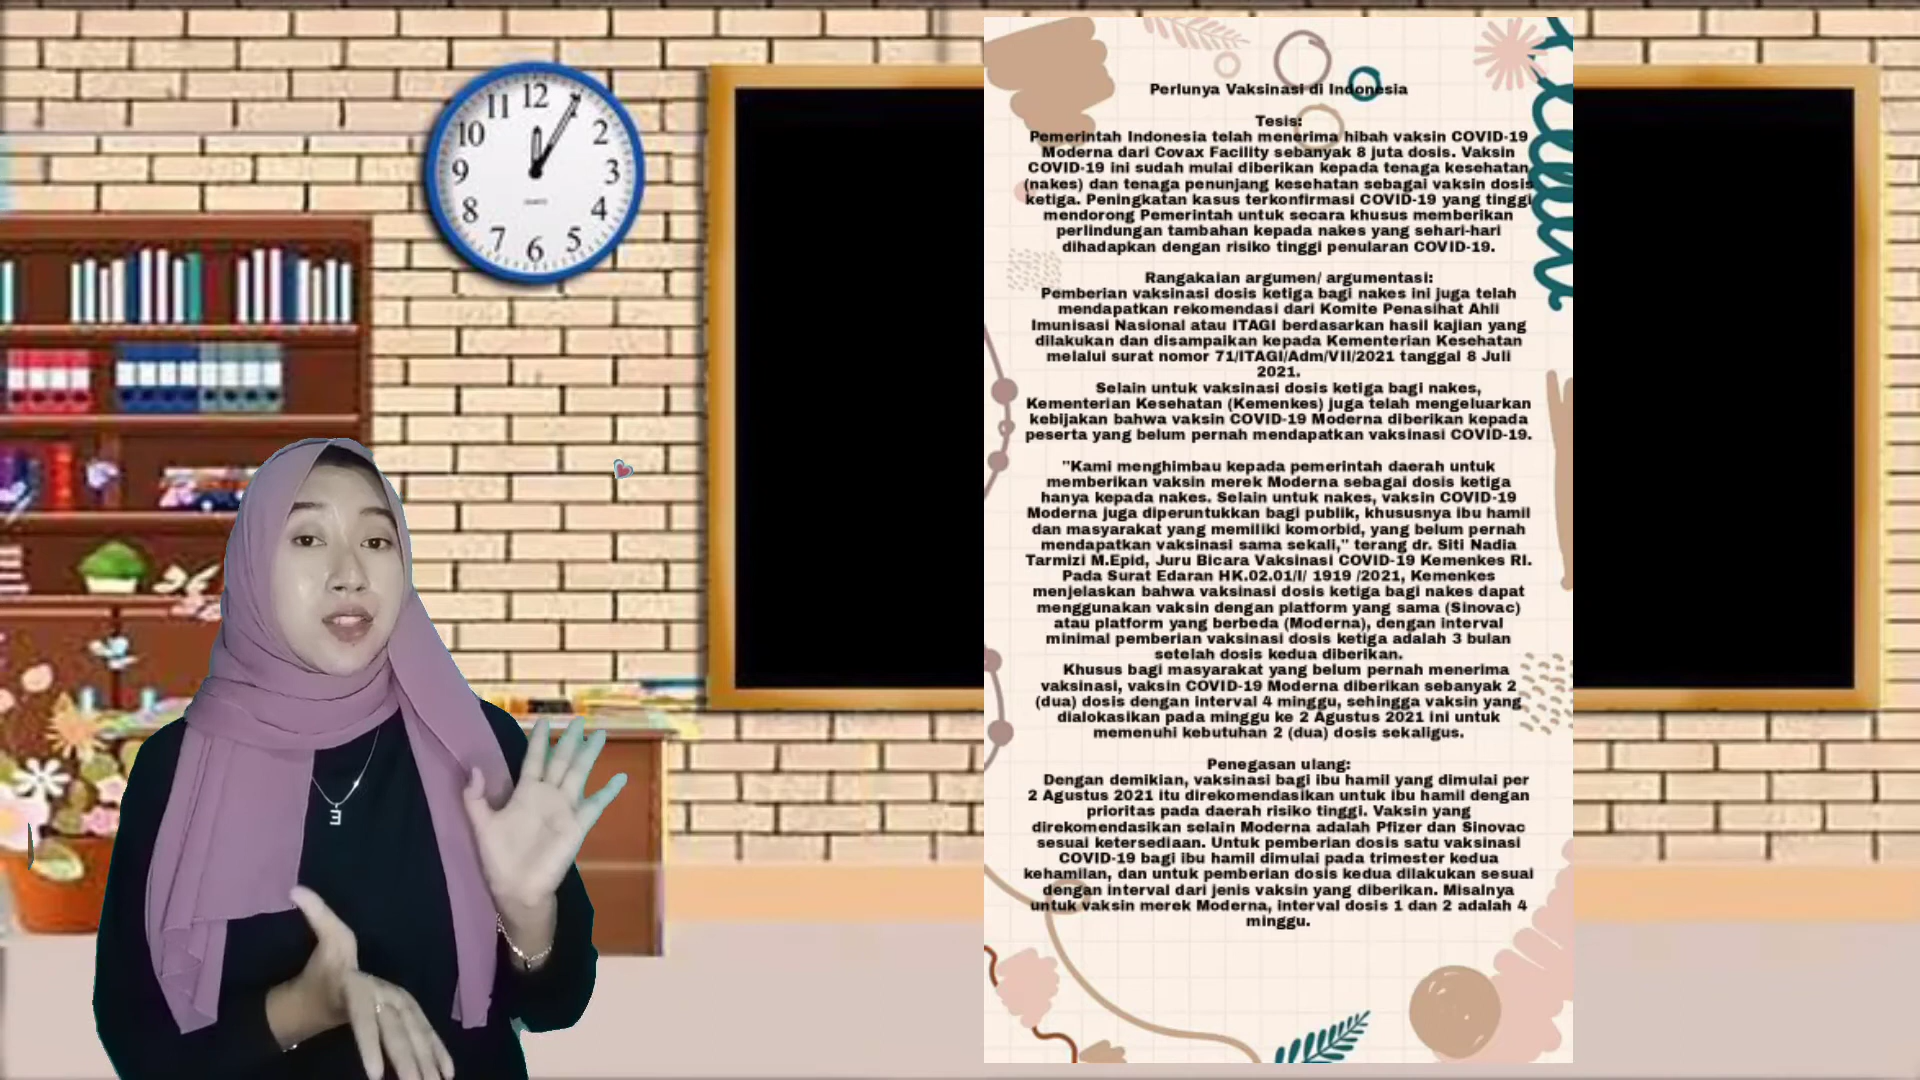 12
11
1
10
2
9
3
8
4
7
5
6
E
Perlunya Vaksinasi di Indonesia
Tesis:
Pemerintah Indonesia telah menerima hibah vaksin COVID-19
Moderna dari Covax Facility sebanyak 8 juta dosis. Vaksin
COVID-19 ini sudah mulai diberikan kepada tenaga kesehatan
(nakes) dan tenaga penunjang kesehatan sebagai vaksin dosis
ketiga. Peningkatan kasus terkonfirmasi COVID-19 yang tinggi
mendorong Pemerintah untuk secara khusus memberikan
perlindungan tambahan kepada nakes yang sehari-hari
dihadapkan dengan risiko tinggi penularan COVID-19.
Rangakaian argumen/ argumentasi:
Pemberian vaksinasi dosis ketiga bagi nakes ini juga telah
mendapatkan rekomendasi dari Komite Penasihat Ahli
Imunisasi Nasional atau ITAGI berdasarkan hasil kajian yang
dilakukan dan disampaikan kepada Kementerian Kesehatan
melalui surat nomor 71/ITAGI/Adm/VII/2021 tanggal 8 Juli
2021.
Selain untuk vaksinasi dosis ketiga bagi nakes,
Kementerian Kesehatan (Kemenkes) juga telah mengeluarkan
kebijakan bahwa vaksin COVID-19 Moderna diberikan kepada
peserta yang belum pernah mendapatkan vaksinasi COVID-19.
"Kami menghimbau kepada pemerintah daerah untuk
memberikan vaksin merek Moderna sebagai dosis ketiga
hanya kepada nakes. Selain untuk nakes, vaksin COVID-19
Moderna juga diperuntukkan bagi publik, khususnya ibu hamil
dan masyarakat yang memiliki komorbid, yang belum pernah
mendapatkan vaksinasi sama sekali," terang dr. Siti Nadia
Tarmizi M.Epid, Juru Bicara Vaksinasi COVID-19 Kemenkes RI.
Pada Surat Edaran HK.02.01/I/ 1919 /2021, Kemenkes
menjelaskan bahwa vaksinasi dosis ketiga bagi nakes dapat
menggunakan vaksin dengan platform yang sama (Sinovac)
atau platform yang berbeda (Moderna), dengan interval
minimal pemberian vaksinasi dosis ketiga adalah 3 bulan
setelah dosis kedua diberikan.
Khusus bagi masyarakat yang belum pernah menerima
vaksinasi, vaksin COVID-19 Moderna diberikan sebanyak 2
(dua) dosis dengan interval 4 minggu, sehingga vaksin yang
dialokasikan pada minggu ke 2 Agustus 2021 ini untuk
memenuhi kebutuhan 2 (dua) dosis sekaligus.
Penegasan ulang:
Dengan demikian, vaksinasi bagi ibu hamil yang dimulai per
2 Agustus 2021 itu direkomendasikan untuk ibu hamil dengan
prioritas pada daerah risiko tinggi. Vaksin yang
direkomendasikan selain Moderna adalah Pfizer dan Sinovac
sesuai ketersediaan. Untuk pemberian dosis satu vaksinasi
COVID-19 bagi ibu hamil dimulai pada trimester kedua
kehamilan, dan untuk pemberian dosis kedua dilakukan sesuai
dengan interval dari jenis vaksin yang diberikan. Misalnya
untuk vaksin merek Moderna, interval dosis 1 dan 2 adalah 4
minggu.